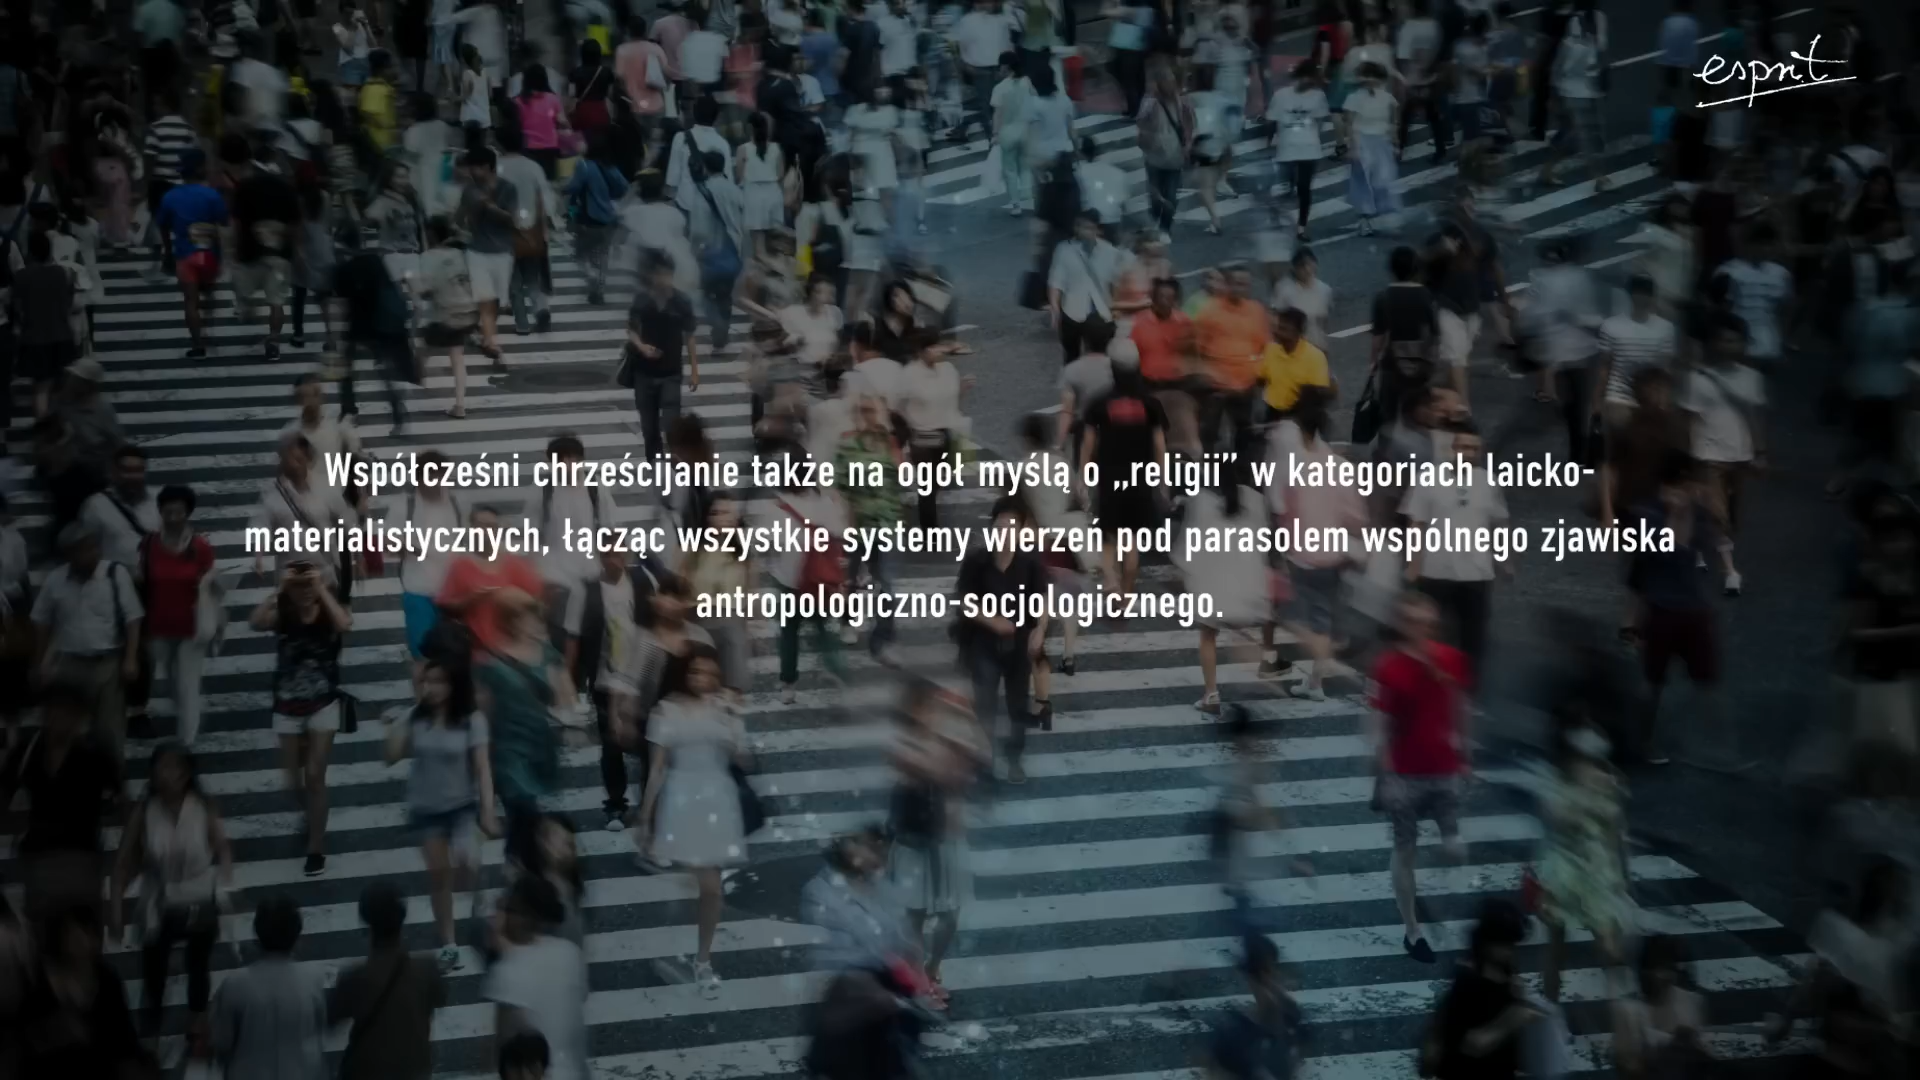 esprit
Współcześni chrześcijanie także na ogół myślą o „religii” w kategoriach laicko-
materialistycznych, łącząc wszystkie systemy wierzeń pod parasolem wspólnego zjawiska
antropologiczno-socjologicznego.